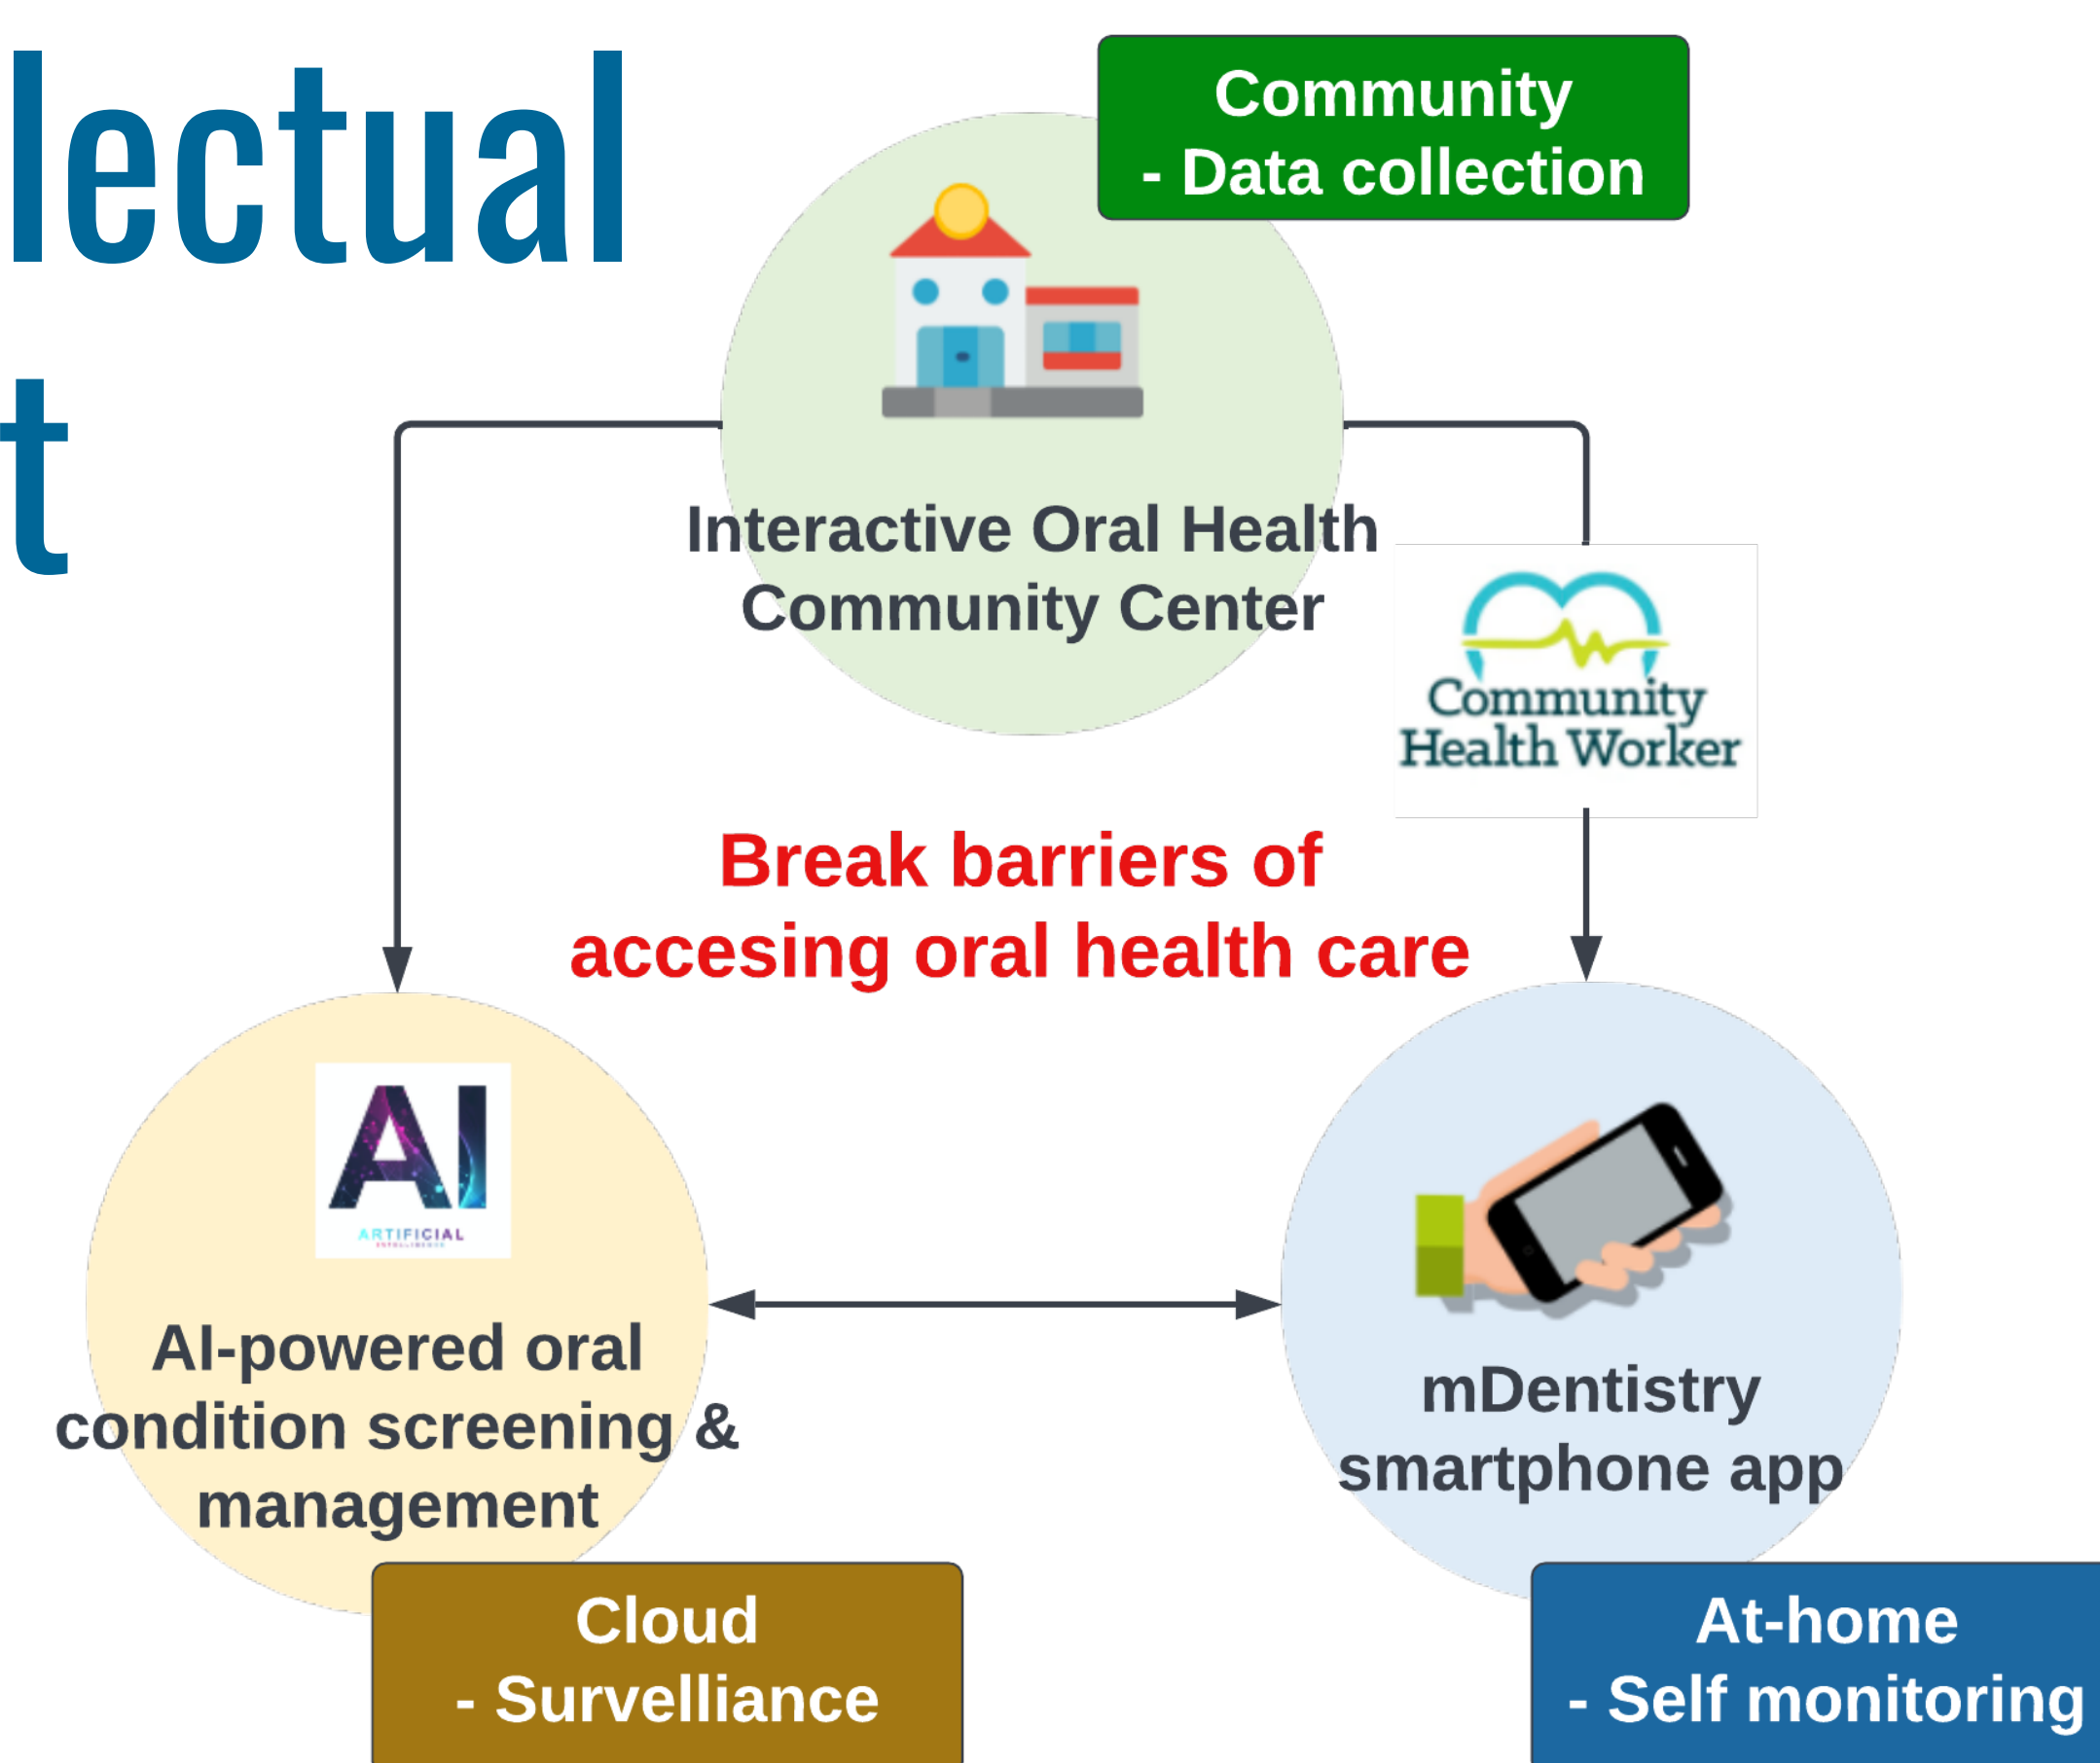 lectual
t
Community
- Data collection
Interactive Oral Health
Community Center
Community
Health Worker
Break barriers of
accesing oral health care
AI
ARTIFICIAL
INTELLIGENCE
AI-powered oral
condition screening &
management
mDentistry
smartphone app
Cloud
- Survelliance
At-home
- Self monitoring